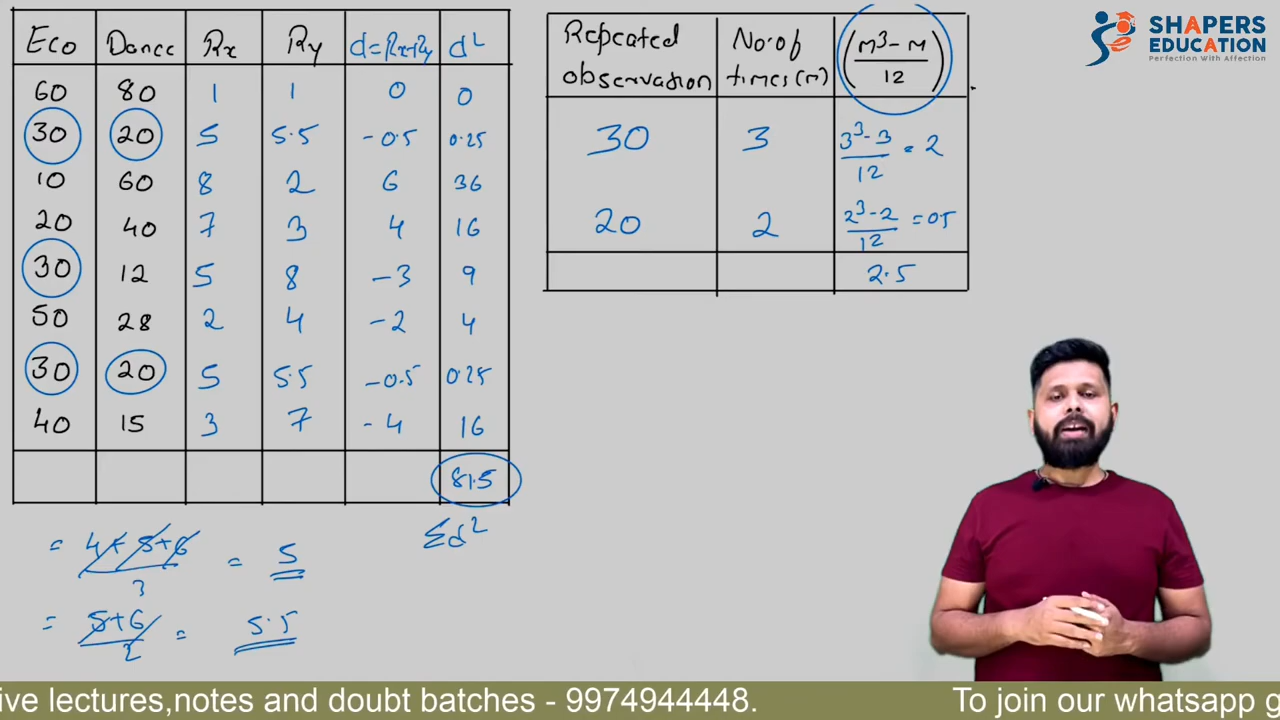 Eco Dance Rx Ry d=Rx-Ry d²
60 80 1 1 0 0
30 20 5 5.5 -0.5 0.25
10 60 8 2 6 36
20 40 7 3 4 16
30 12 5 8 -3 9
50 28 2 4 -2 4
30 20 5 5.5 -0.5 0.25
40 15 3 7 -4 16
81.5
Σd²
= 4+5+6/3 = 5
= 5+6/2 = 5.5
Repeated observation No. of times (m) (m³-m/12)
30 3 3³-3/12 = 2
20 2 2³-2/12 = 0.5
2.5
SHAPERS
EDUCATION
Perfection With Affection
ive lectures,notes and doubt batches - 9974944448. To join our whatsapp g